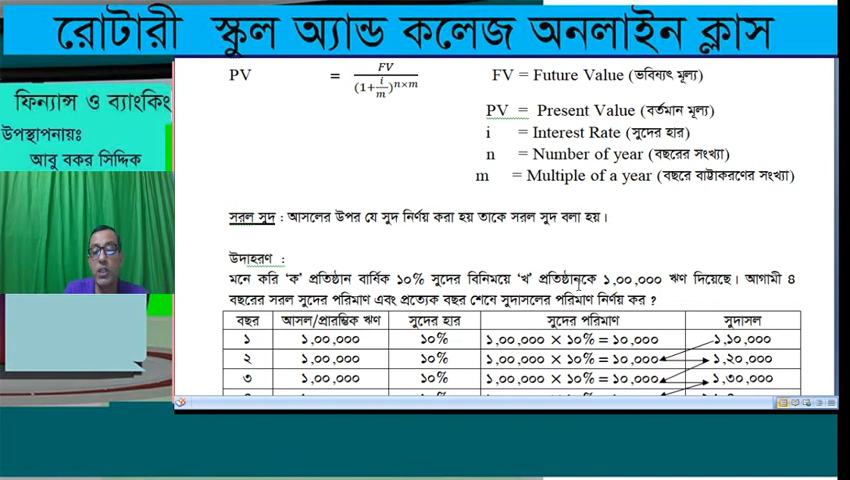 রোটারী স্কুল অ্যান্ড কলেজ অনলাইন ক্লাস
ফিন্যান্স ও ব্যাংকিং
উপস্থাপনায়ঃ
আবু বকর সিদ্দিক
PV = FV / (1+i/m)^n×m
FV = Future Value (ভবিষ্যৎ মূল্য)
PV = Present Value (বর্তমান মূল্য)
i = Interest Rate (সুদের হার)
n = Number of year (বছরের সংখ্যা)
m = Multiple of a year (বছরে বাট্টাকরণের সংখ্যা)
সরল সুদ : আসলের উপর যে সুদ নির্ণয় করা হয় তাকে সরল সুদ বলা হয়।
উদাহরণ :
মনে করি ‘ক’ প্রতিষ্ঠান বার্ষিক ১০% সুদের বিনিময়ে ‘খ’ প্রতিষ্ঠানকে ১,০০,০০০ ঋণ দিয়েছে। আগামী ৪
বছরের সরল সুদের পরিমাণ এবং প্রত্যেক বছর শেষে সুদাসলের পরিমান নির্ণয় কর ?
বছর আসল/প্রারম্ভিক ঋণ সুদের হার সুদের পরিমাণ সুদাসল
১ ১,০০,০০০ ১০% ১,০০,০০০ × ১০% = ১০,০০০ ১,১০,০০০
২ ১,০০,০০০ ১০% ১,০০,০০০ × ১০% = ১০,০০০ ১,২০,০০০
৩ ১,০০,০০০ ১০% ১,০০,০০০ × ১০% = ১০,০০০ ১,৩০,০০০